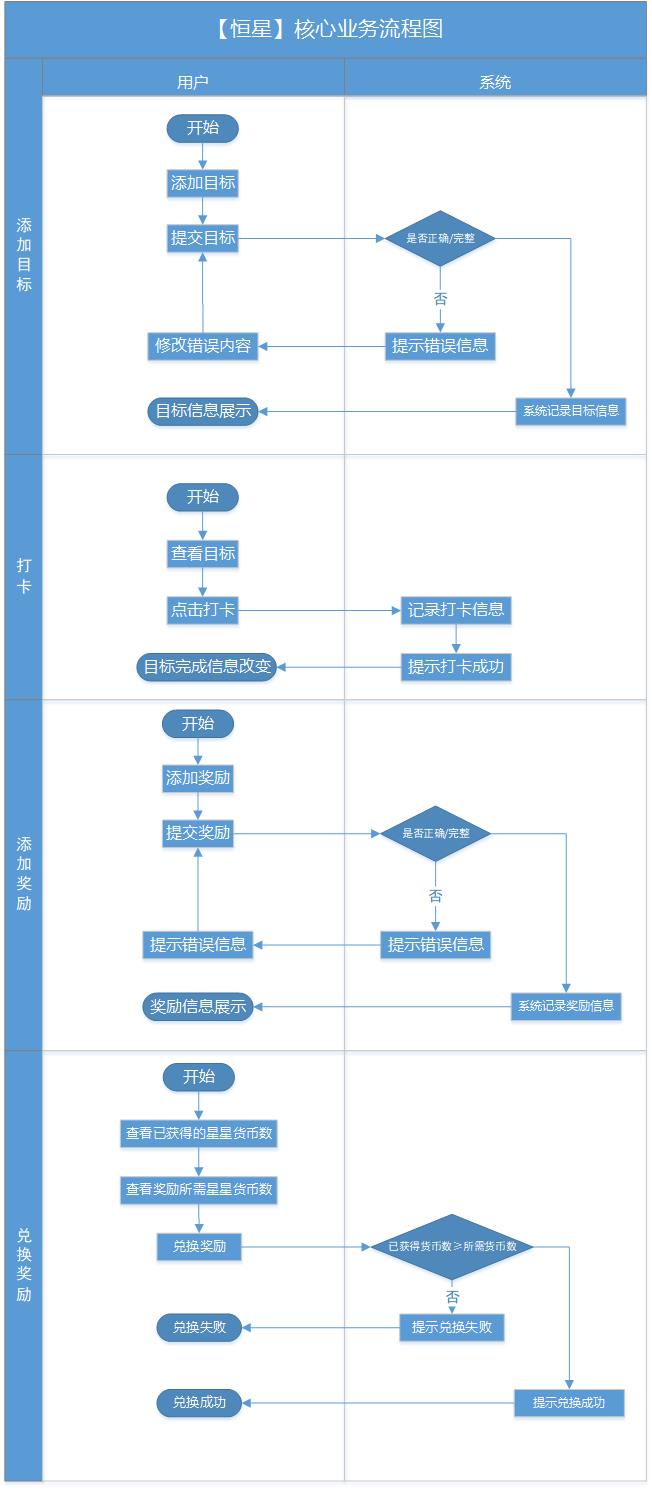 【恒星】核心业务流程图
用户
系统
添加目标
开始
添加目标
提交目标
是否正确/完整
否
修改错误内容
提示错误信息
目标信息展示
系统记录目标信息
打卡
开始
查看目标
点击打卡
记录打卡信息
目标完成信息改变
提示打卡成功
添加奖励
开始
添加奖励
提交奖励
是否正确/完整
否
提示错误信息
提示错误信息
奖励信息展示
系统记录奖励信息
兑换奖励
开始
查看已获得的星星货币数
查看奖励所需星星货币数
兑换奖励
已获得货币数≥所需货币数
否
兑换失败
提示兑换失败
兑换成功
提示兑换成功